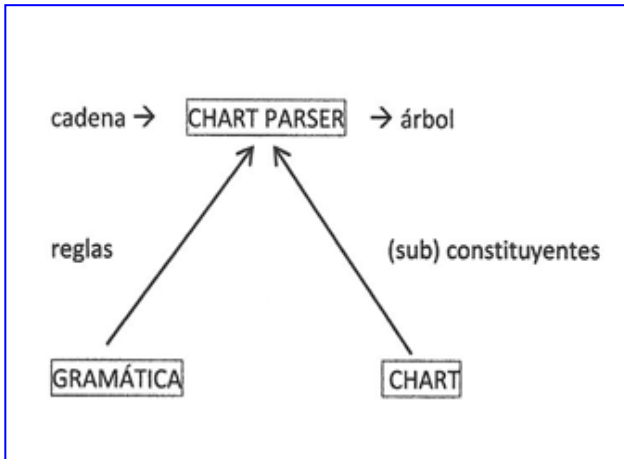 cadena → CHART PARSER → árbol
reglas (sub) constituyentes
GRAMÁTICA CHART